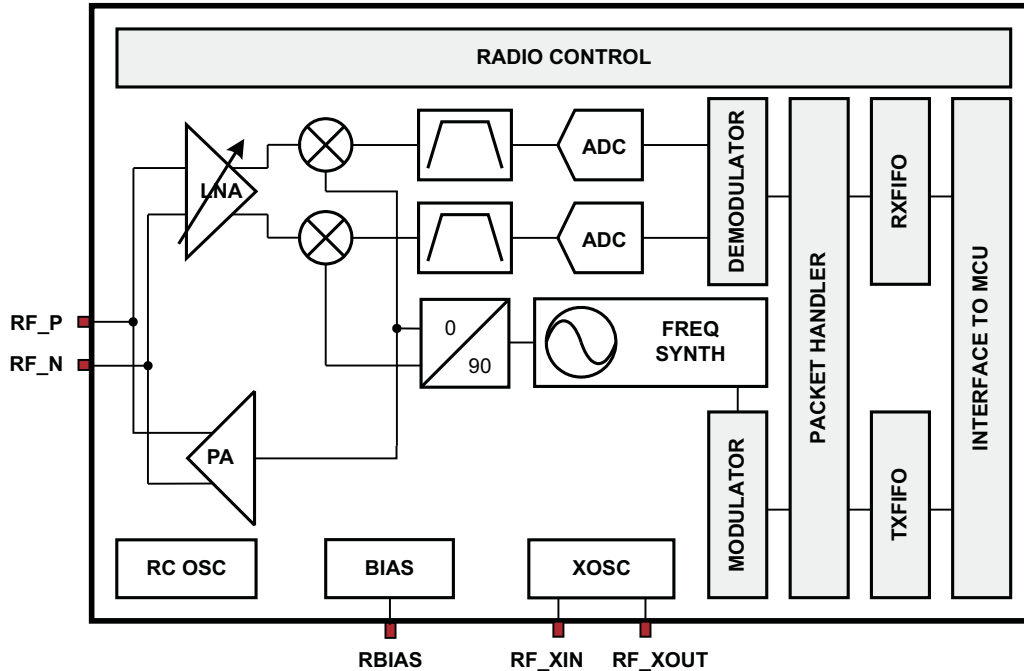 RADIO CONTROL
LNA
ADC
ADC
DEMODULATOR
PACKET HANDLER
RXFIFO
INTERFACE TO MCU
RF_P
RF_N
0
90
FREQ
SYNTH
PA
MODULATOR
TXFIFO
RC OSC
BIAS
XOSC
RBIAS
RF_XIN
RF_XOUT